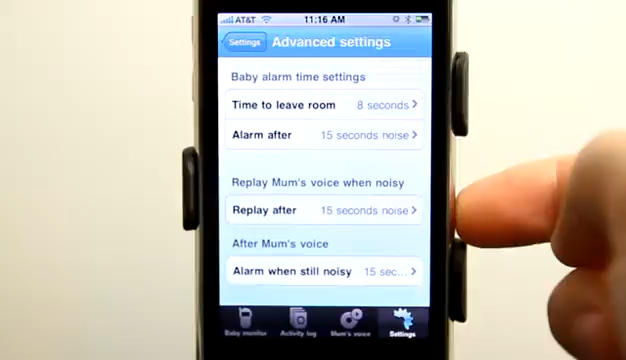 AT&T 11:16 AM
Settings Advanced settings
Baby alarm time settings
Time to leave room 8 seconds
Alarm after 15 seconds noise
Replay Mum's voice when noisy
Replay after 15 seconds noise
After Mum's voice
Alarm when still noisy 15 sec...
Baby monitor Activity log Mum's voice Settings